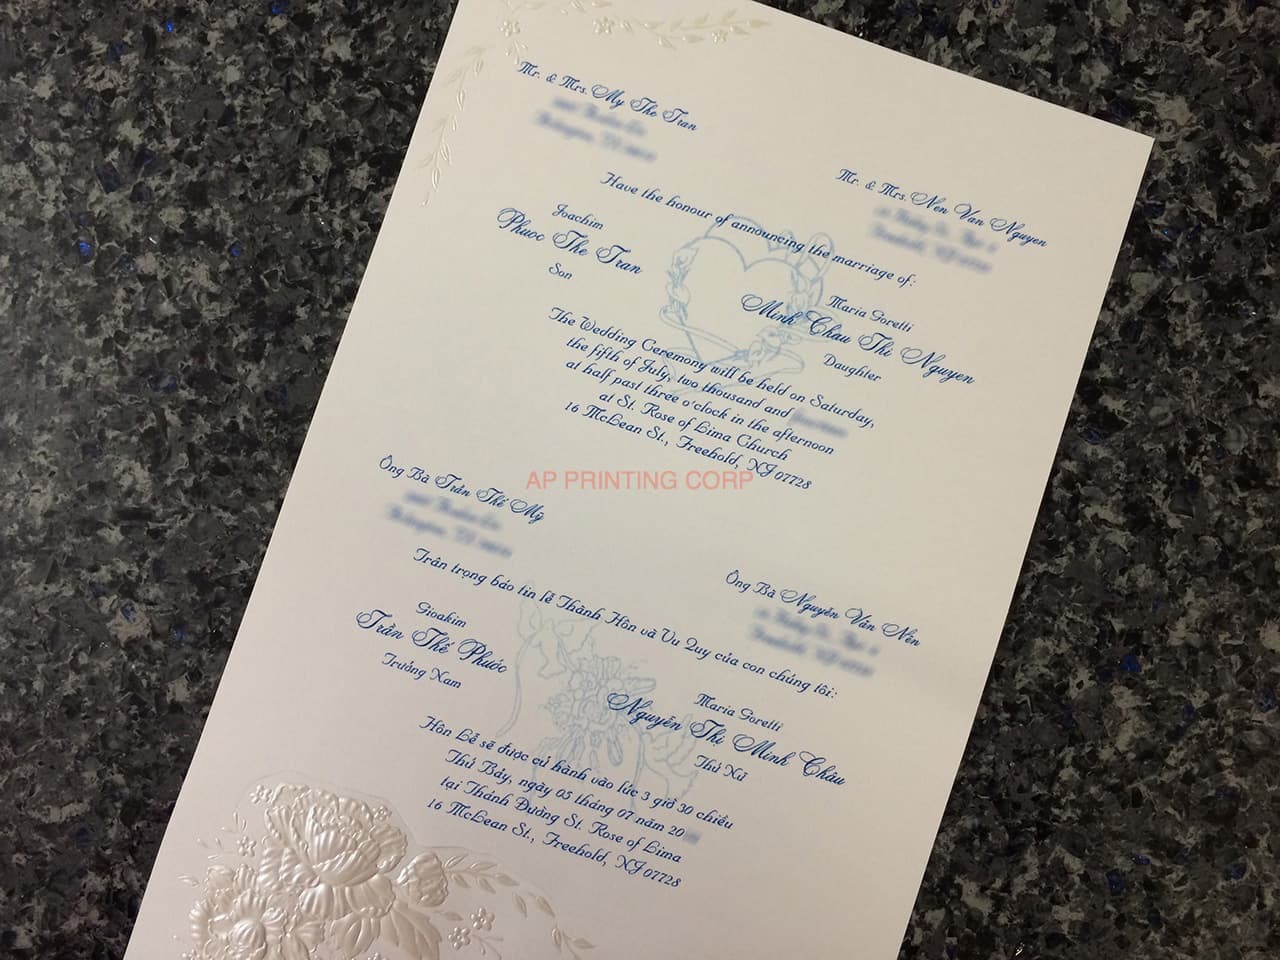 Mr. & Mrs. My The Tran
Mr. & Mrs. Nen Van Nguyen
Have the honour of announcing the marriage of:
Joachim
Phuoc The Tran
Son
Maria Goretti
Minh Chau Thi Nguyen
Daughter
The Wedding Ceremony will be held on Saturday,
the fifth of July, two thousand and
at half past three o'clock in the afternoon
at St. Rose of Lima Church
16 McLean St., Freehold, NJ 07728
AP PRINTING CORP
Ông Bà Trần Thế Mỹ
Ông Bà Nguyễn Văn Nên
Trân trọng báo tin lễ Thành Hôn và Vu Quy của con chúng tôi:
Gioakim
Trần Thế Phước
Trưởng Nam
Maria Goretti
Nguyễn Thị Minh Châu
Thứ Nữ
Hôn Lễ sẽ được cử hành vào lúc 3 giờ 30 chiều
Thứ Bảy, ngày 05 tháng 07 năm 20
tại Thánh Đường St. Rose of Lima
16 McLean St., Freehold, NJ 07728